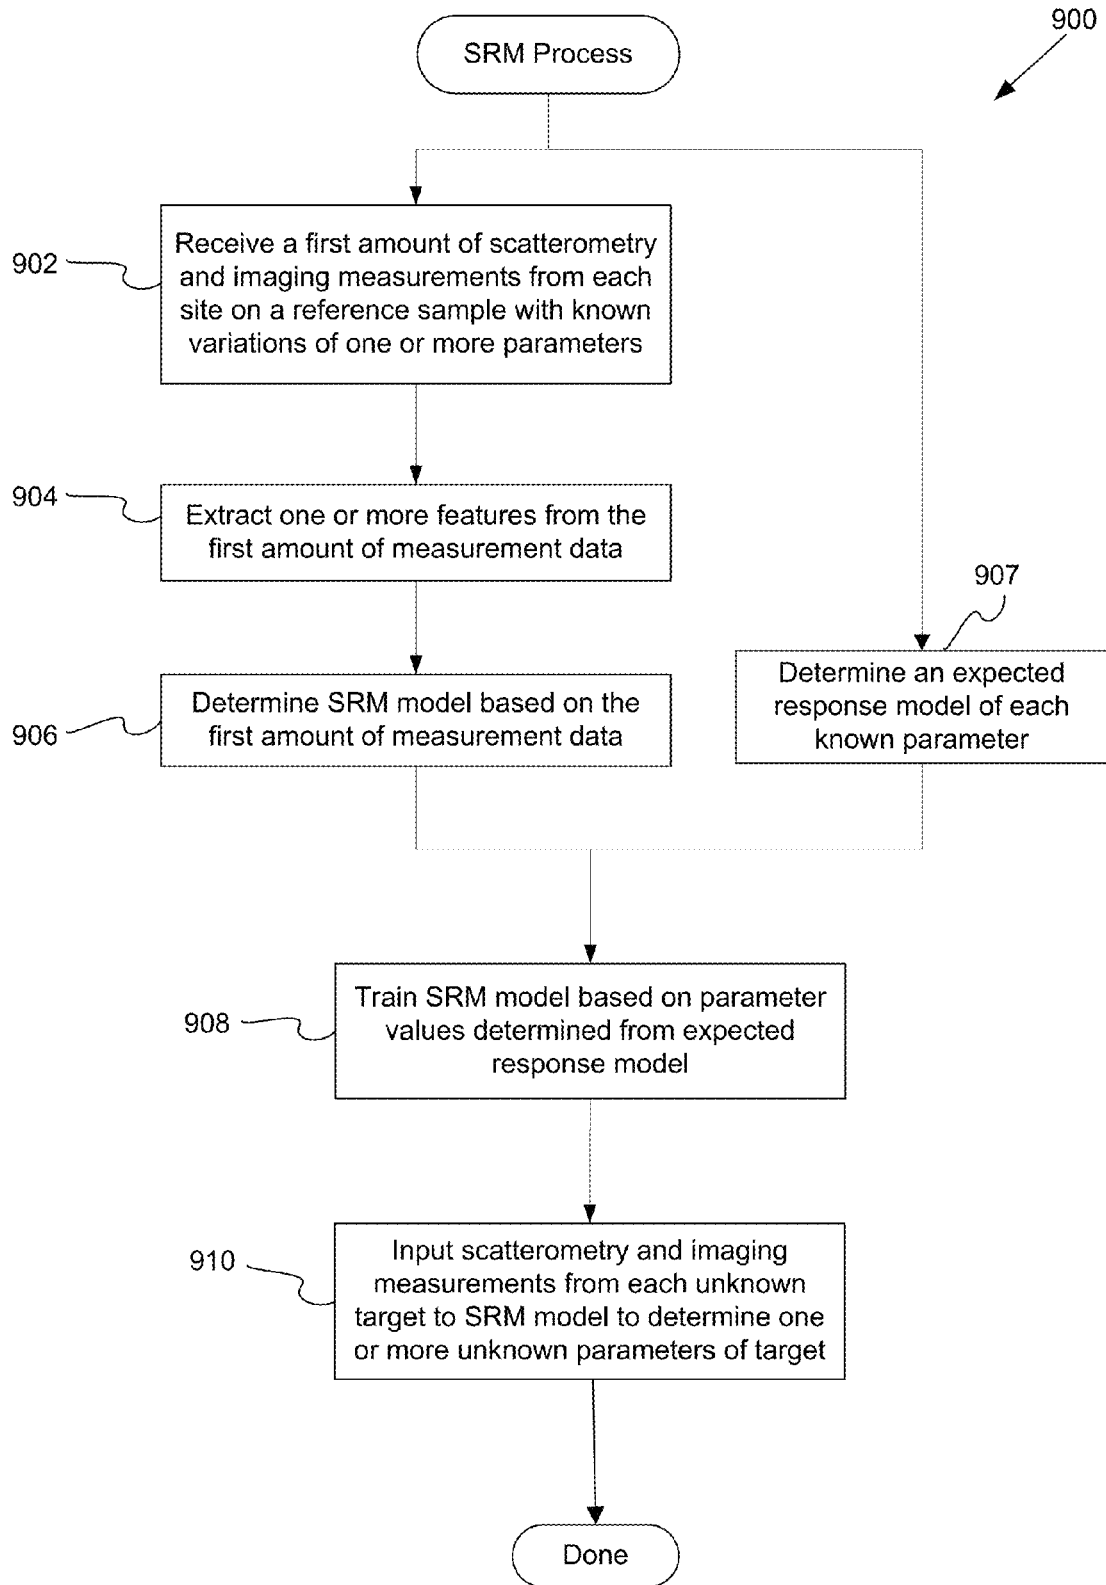 SRM Process
900
902
Receive a first amount of scatterometry
and imaging measurements from each
site on a reference sample with known
variations of one or more parameters
904
Extract one or more features from the
first amount of measurement data
907
906
Determine SRM model based on the
first amount of measurement data
Determine an expected
response model of each
known parameter
908
Train SRM model based on parameter
values determined from expected
response model
910
Input scatterometry and imaging
measurements from each unknown
target to SRM model to determine one
or more unknown parameters of target
Done